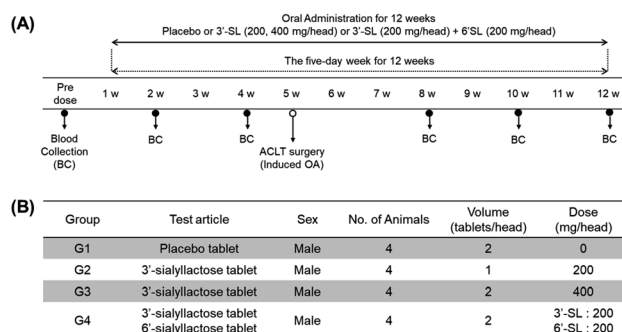 (A)
Oral Administration for 12 weeks
Placebo or 3'-SL (200, 400 mg/head) or 3'-SL (200 mg/head) + 6'SL (200 mg/head)
The five-day week for 12 weeks
Pre dose 1 w 2 w 4 w 5 w 6 w 7 w 8 w 9 w 10 w 11 w 12 w
Blood Collection (BC) BC BC ACLT surgery (Induced OA) BC BC BC
(B)
Group Test article Sex No. of Animals Volume (tablets/head) Dose (mg/head)
G1 Placebo tablet Male 4 2 0
G2 3'-sialyllactose tablet Male 4 1 200
G3 3'-sialyllactose tablet Male 4 2 400
G4 3'-sialyllactose tablet 6'-sialyllactose tablet Male 4 2 3'-SL : 200 6'-SL : 200